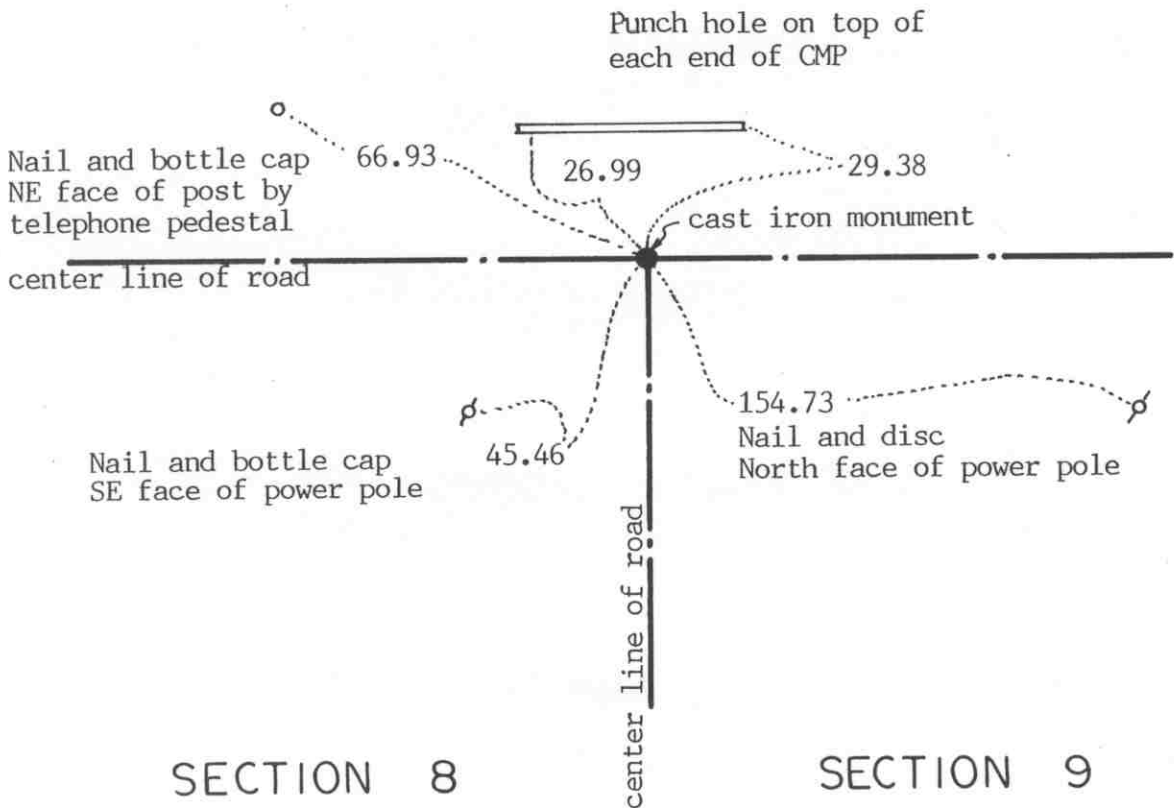 Punch hole on top of
each end of CMP
Nail and bottle cap
NE face of post by
telephone pedestal
66.93
26.99
29.38
cast iron monument
center line of road
154.73
Nail and disc
North face of power pole
45.46
Nail and bottle cap
SE face of power pole
center line of road
SECTION 8
SECTION 9